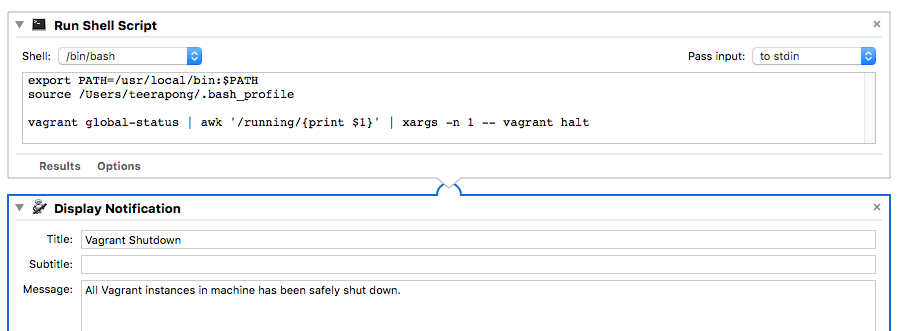 Run Shell Script
Shell: /bin/bash Pass input: to stdin
export PATH=/usr/local/bin:$PATH
source /Users/teerapong/.bash_profile
vagrant global-status | awk '/running/{print $1}' | xargs -n 1 -- vagrant halt
Results Options
Display Notification
Title: Vagrant Shutdown
Subtitle:
Message: All Vagrant instances in machine has been safely shut down.